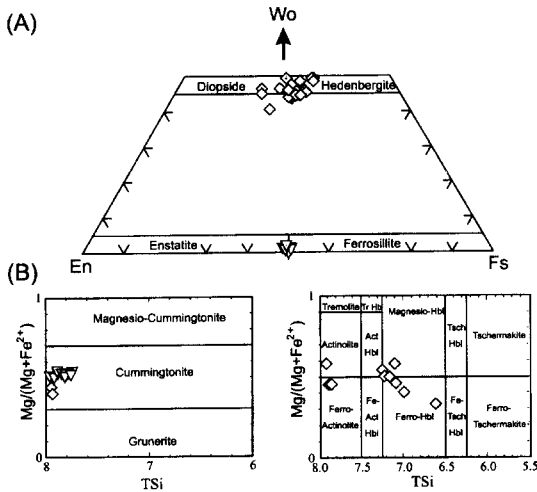 (A)
Wo
Diopside
Hedenbergite
Enstatite
Ferrosillite
En
Fs
(B)
1
Mg/(Mg+Fe2+)
Magnesio-Cummingtonite
Cummingtonite
Grunerite
0
8
6
TSi
1
Mg/(Mg+Fe2+)
Tremolite
Tr Hbl
Magnesio-Hbl
Actinolite
Act
Hbl
Tsch
Hbl
Tschermakite
Ferro-
Actinolite
Fe-
Act
Hbl
Ferro-Hbl
Fe-
Tsch
Hbl
Ferro-
Tschermakite
0
8.0
7.5
7.0
6.5
6.0
5.5
TSi